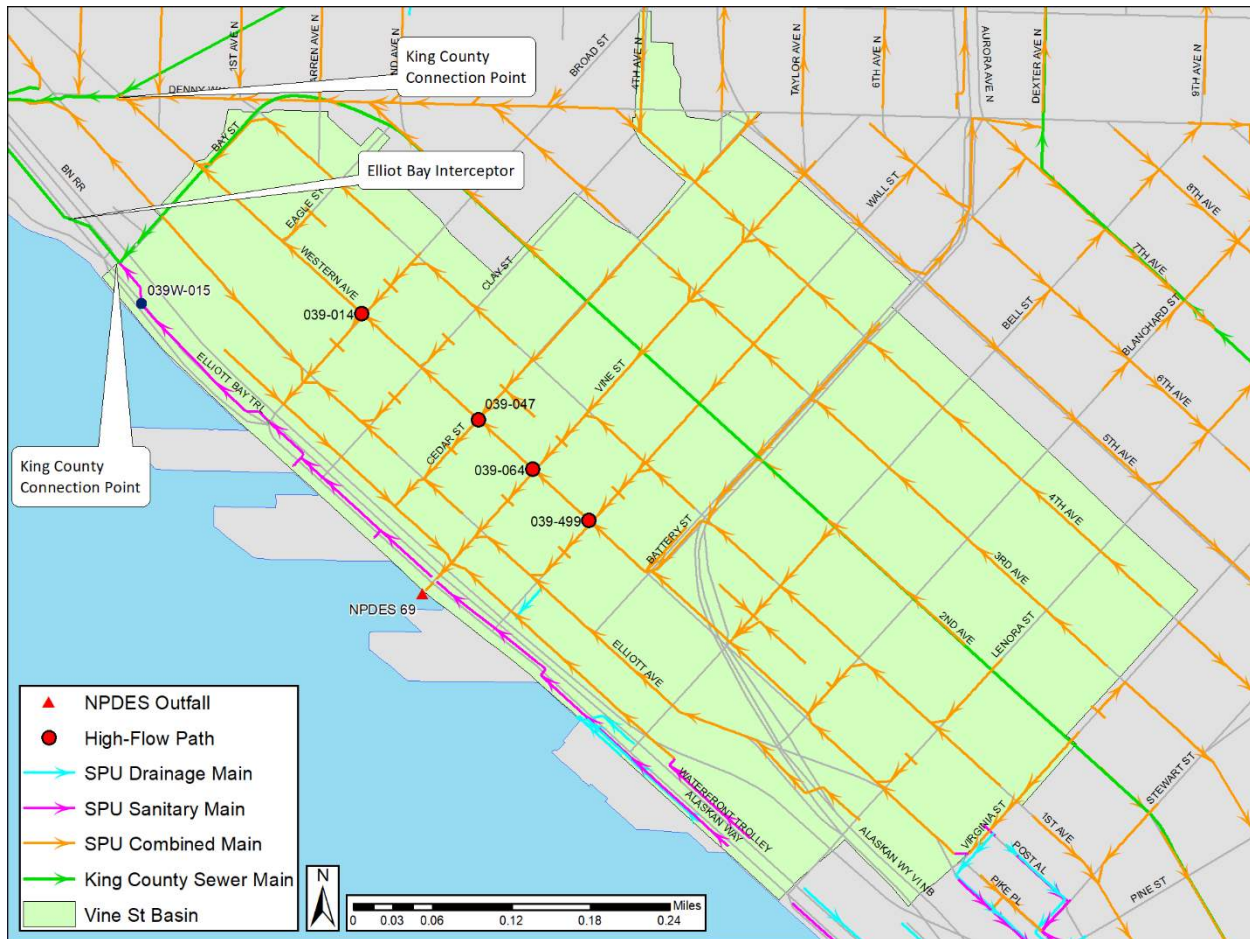 King County
Connection Point
1ST AVE N
BROAD ST
4TH AVE N
TAYLOR AVE N
6TH AVE N
AURORA AVE N
DEXTER AVE N
9TH AVE N
BAY ST
BN RR
Elliot Bay Interceptor
EAGLE ST
WALL ST
8TH AVE
WESTERN AVE
CLAY ST
7TH AVE
039W-015
039-014
BELL ST
BLANCHARD ST
VINE ST
6TH AVE
ELLIOTT BAY TRL
039-047
CEDAR ST
5TH AVE
King County
Connection Point
039-064
039-499
BATTERY ST
4TH AVE
3RD AVE
NPDES 69
2ND AVE
LENORA ST
ELLIOTT AVE
NPDES Outfall
High-Flow Path
SPU Drainage Main
SPU Sanitary Main
SPU Combined Main
King County Sewer Main
Vine St Basin
N
0 0.03 0.06 0.12 0.18 0.24
Miles
WATERFRONT TROLLEY
ALASKAN WAY
STEWART ST
VIRGINIA ST
1ST AVE
ALASKAN WY VI NB
POST AL
PIKE PL
PINE ST